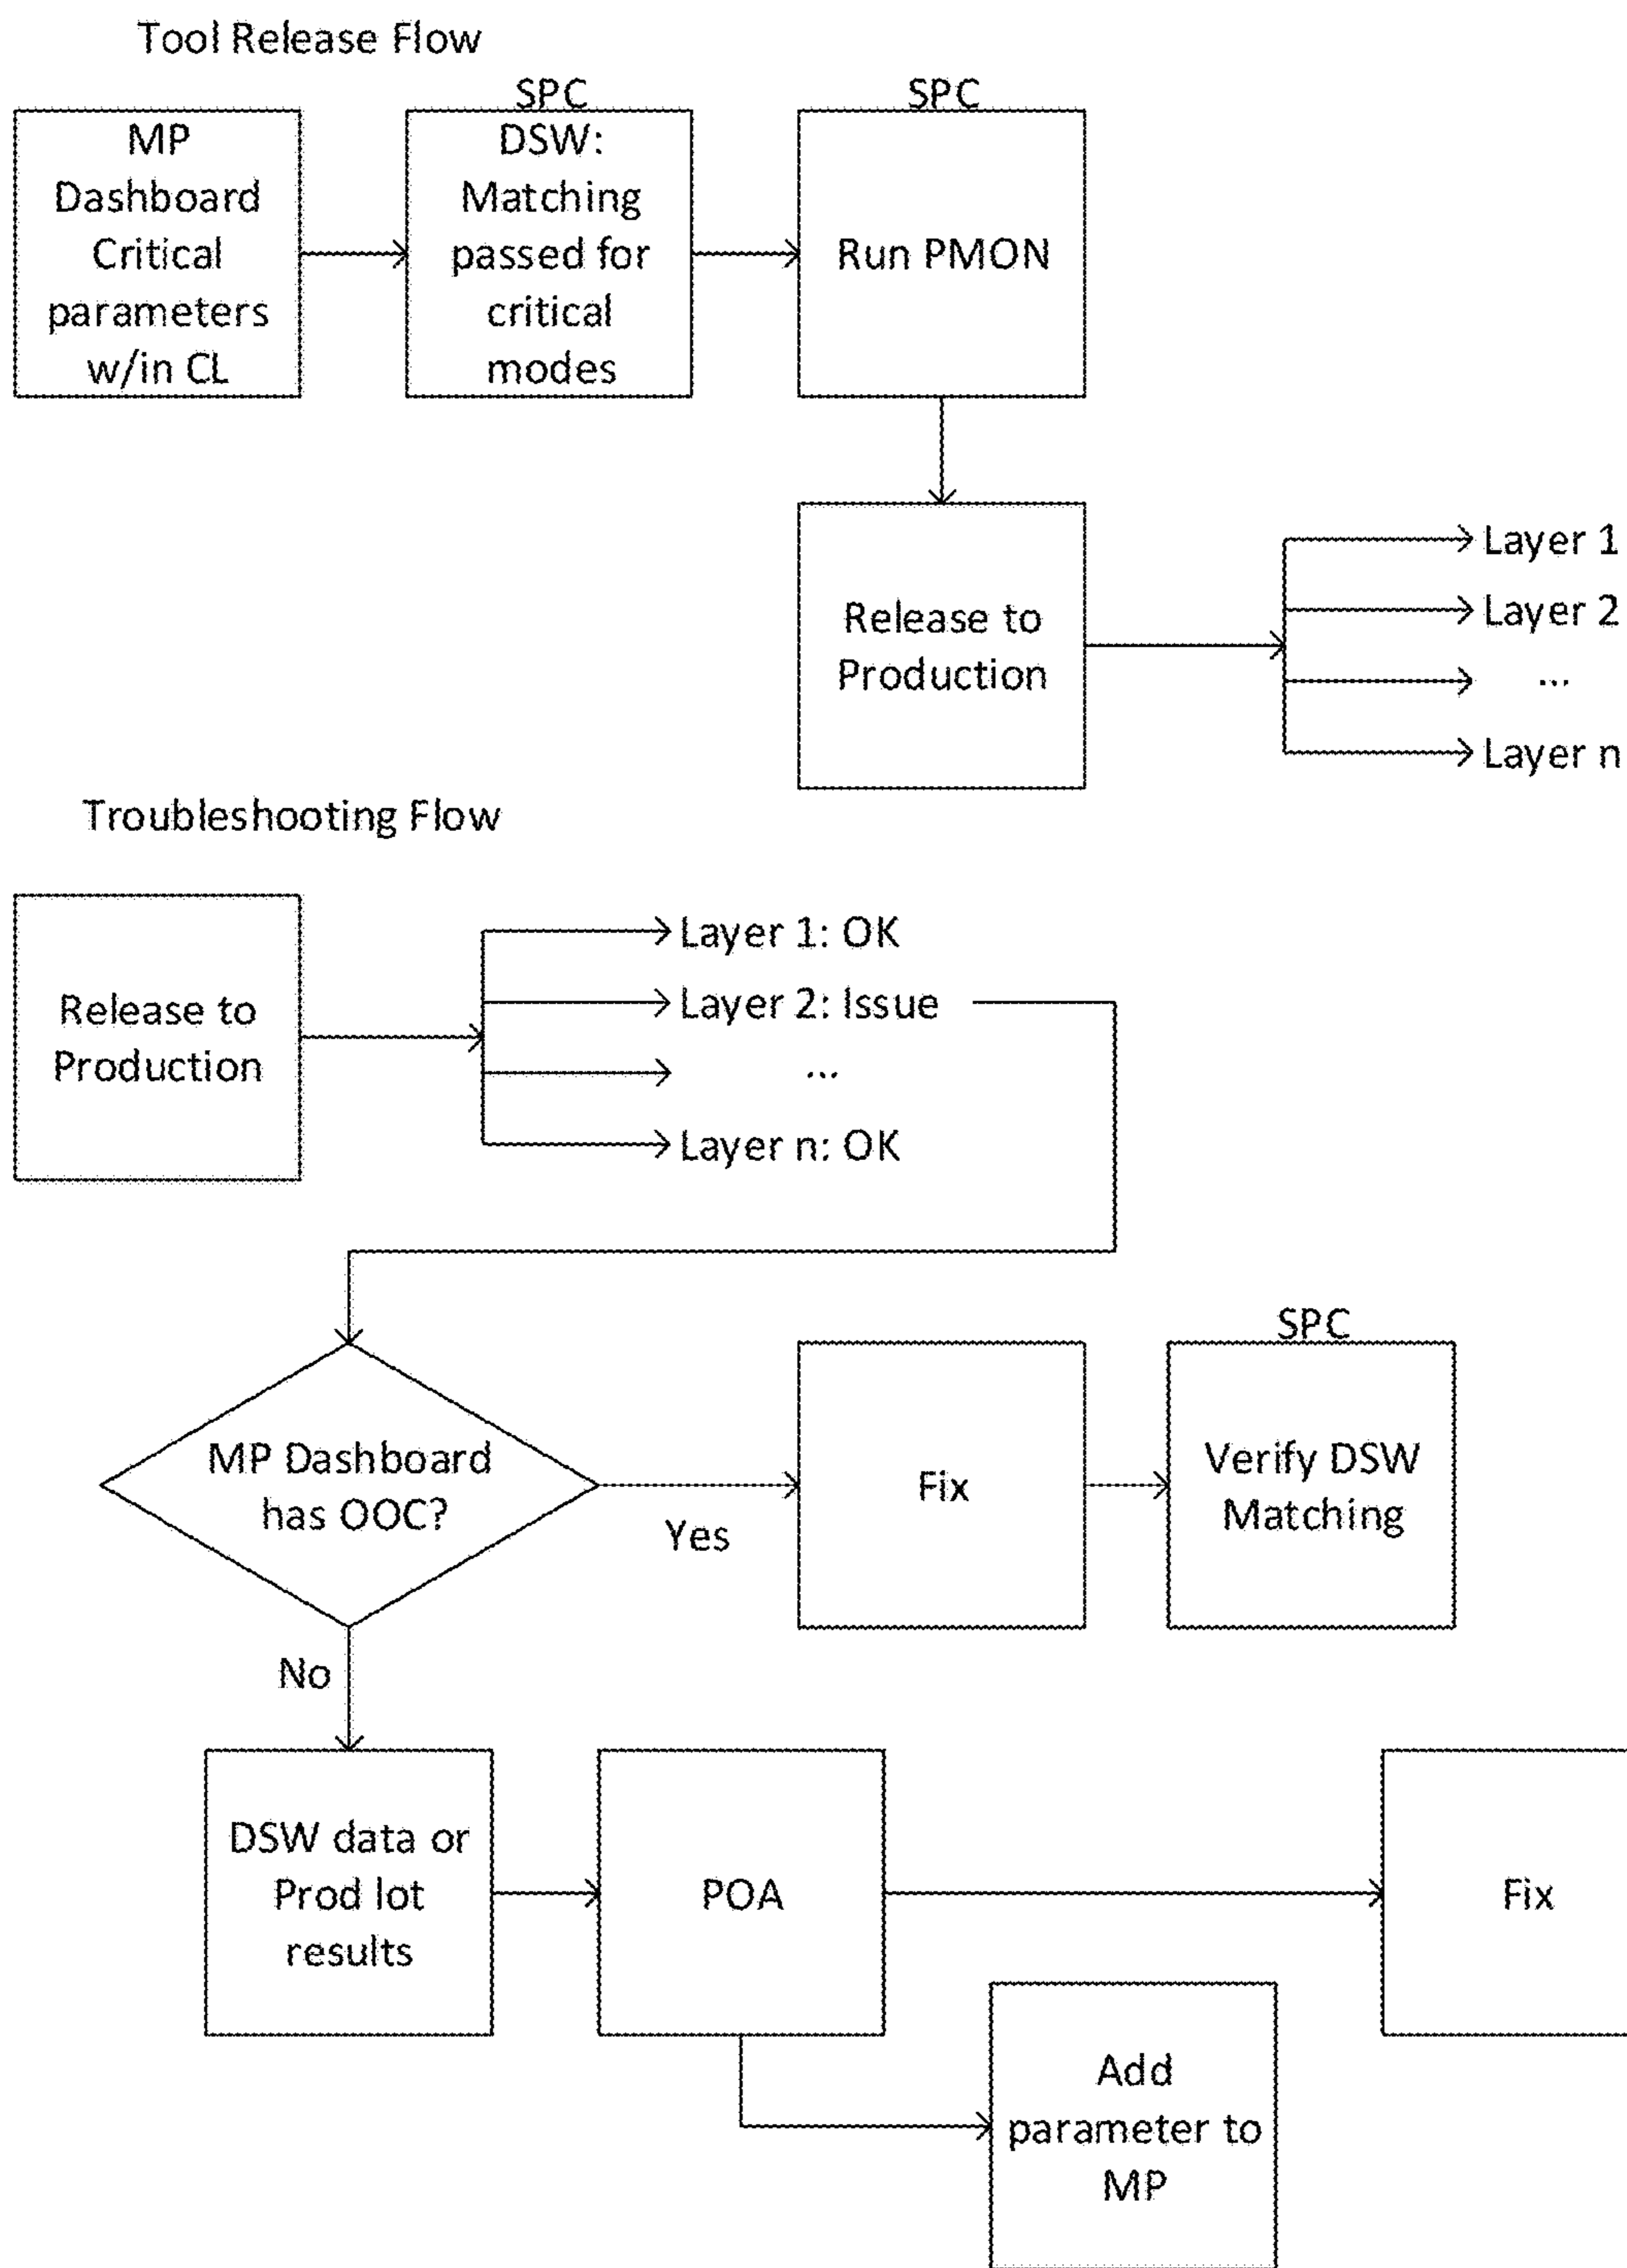 Tool Release Flow
SPC
SPC
MP
Dashboard
Critical
parameters
w/in CL
DSW:
Matching
passed for
critical
modes
Run PMON
Release to
Production
Layer 1
Layer 2
...
Layer n
Troubleshooting Flow
Release to
Production
Layer 1: OK
Layer 2: Issue
...
Layer n: OK
MP Dashboard
has OOC?
Yes
Fix
SPC
Verify DSW
Matching
No
DSW data or
Prod lot
results
POA
Fix
Add
parameter to
MP